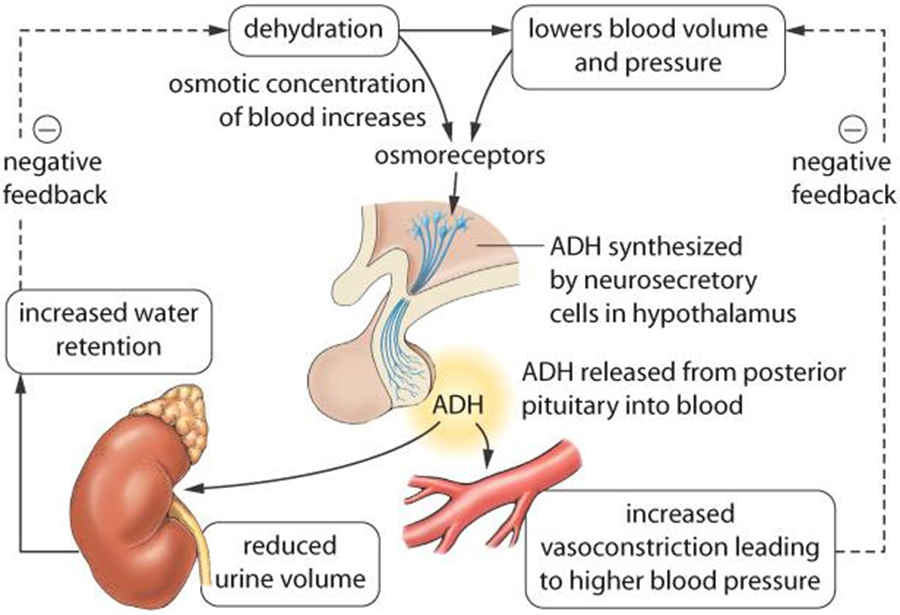 dehydration
lowers blood volume
and pressure
osmotic concentration
of blood increases
osmoreceptors
−
negative
feedback
−
negative
feedback
ADH synthesized
by neurosecretory
cells in hypothalamus
increased water
retention
ADH released from posterior
pituitary into blood
ADH
increased
vasoconstriction leading
to higher blood pressure
reduced
urine volume